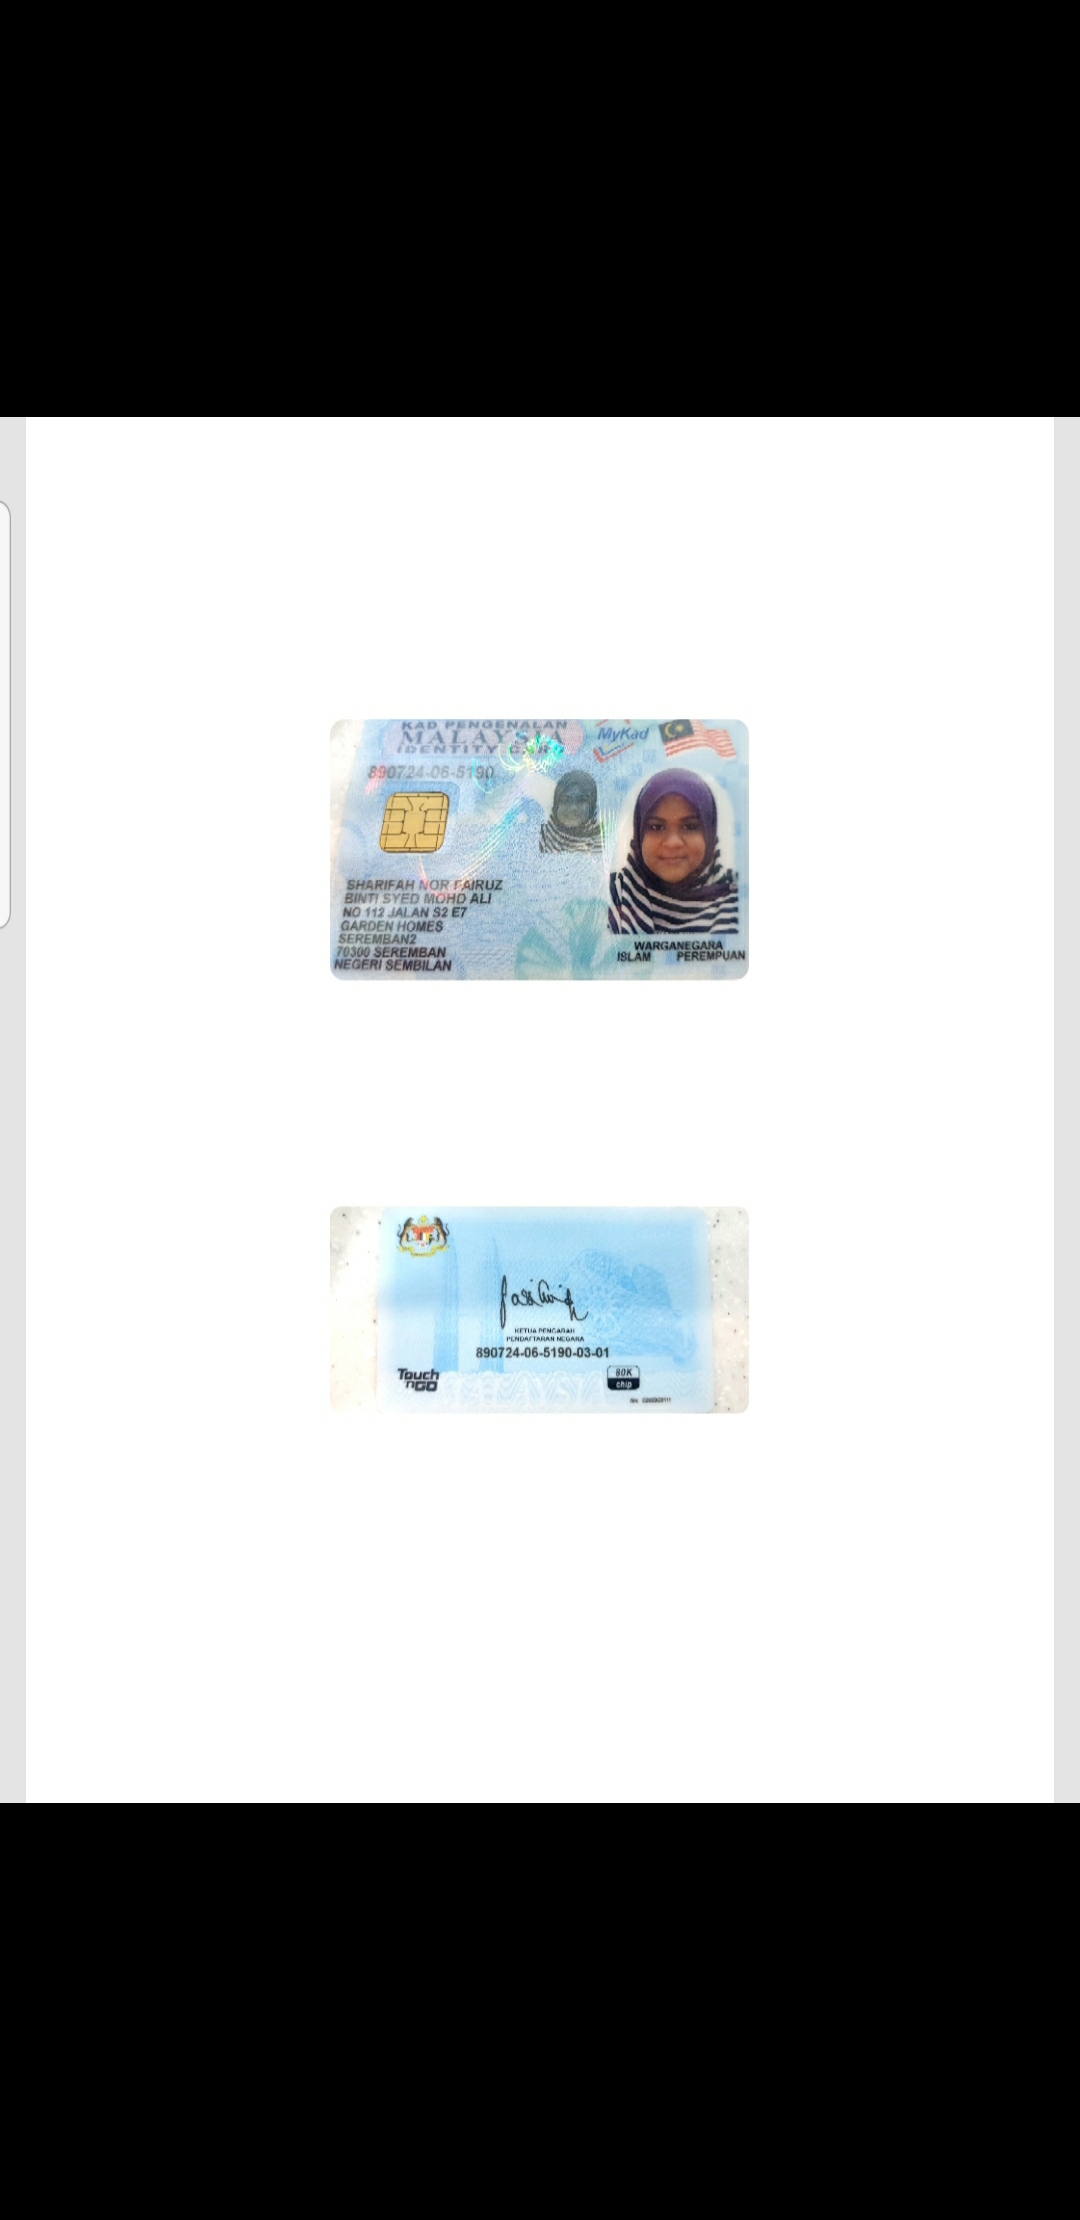 KAD PENGENALAN
MALAYSIA
IDENTITY CARD
MyKad
890724-06-5190
SHARIFAH NOR FAIRUZ
BINTI SYED MOHD ALI
NO 112 JALAN S2 E7
GARDEN HOMES
SEREMBAN2
70300 SEREMBAN
NEGERI SEMBILAN
WARGANEGARA
ISLAM PEREMPUAN
KETUA PENGARAH
PENDAFTARAN NEGARA
890724-06-5190-03-01
Touch
'nGO
80K
chip
MALAYSIA